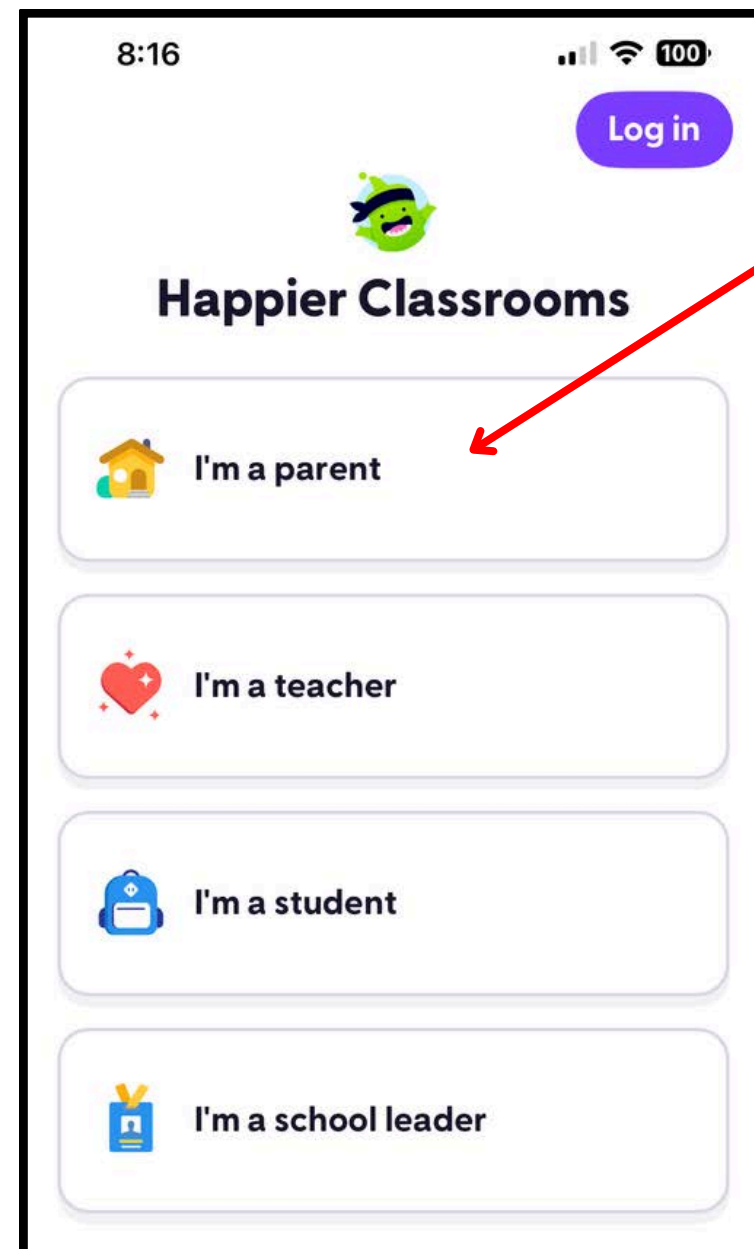 8:16
100
Log in
Happier Classrooms
I'm a parent
I'm a teacher
I'm a student
I'm a school leader